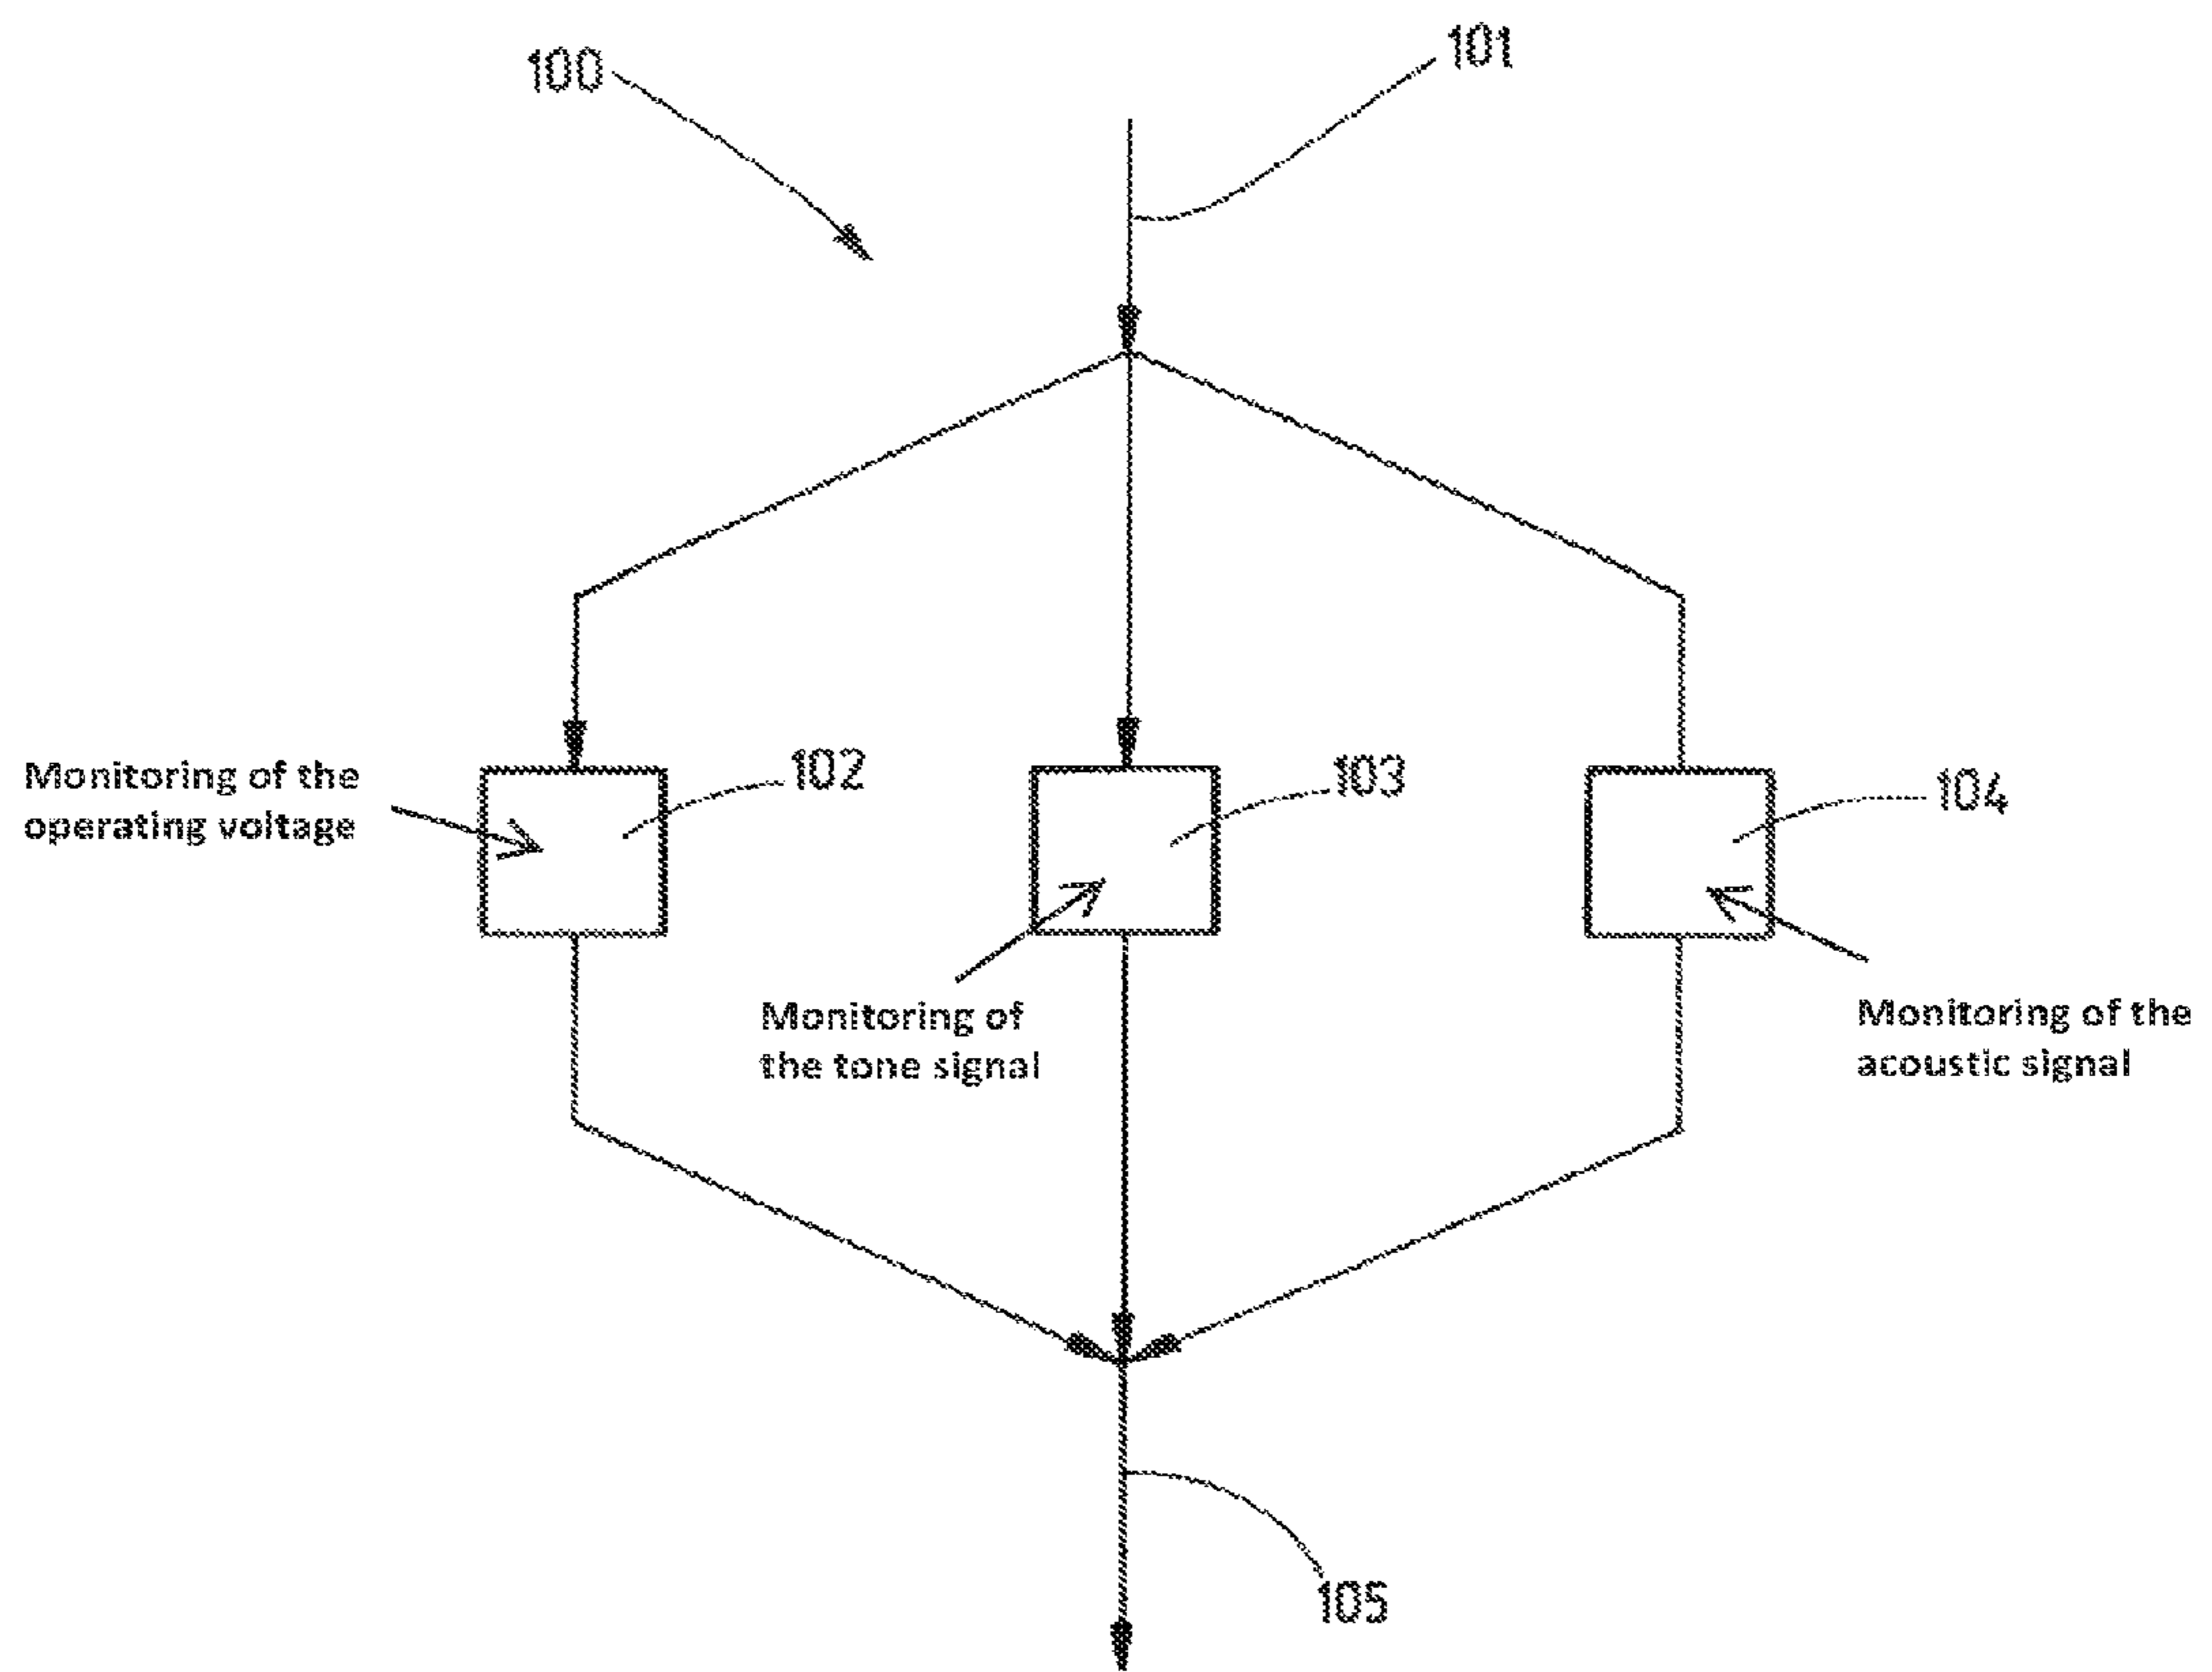 100
101
Monitoring of the
operating voltage
102
103
104
Monitoring of
the tone signal
Monitoring of the
acoustic signal
105